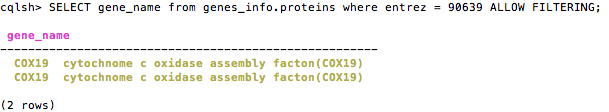 cqlsh> SELECT gene_name from genes_info.proteins where entrez = 90639 ALLOW FILTERING;
gene_name
--------------------------------------------------
COX19 cytochnome c oxidase assembly facton(COX19)
COX19 cytochnome c oxidase assembly facton(COX19)
(2 rows)